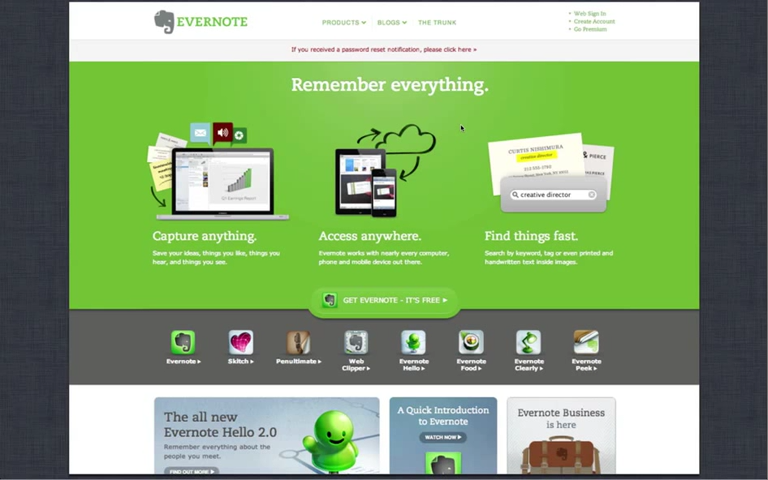 EVERNOTE
PRODUCTS
BLOGS
THE TRUNK
Web Sign In
Create Account
Go Premium
If you received a password reset notification, please click here »
Remember everything.
CURTIS NISHIMURA
creative director
& PIERCE
creative director
Capture anything.
Save your ideas, things you like, things you
hear, and things you see.
Access anywhere.
Evernote works with nearly every computer,
phone and mobile device out there.
Find things fast.
Search by keyword, tag or even printed and
handwritten text inside images.
GET EVERNOTE - IT'S FREE
Evernote
Skitch
Penultimate
Web
Clipper
Evernote
Hello
Evernote
Food
Evernote
Clearly
Evernote
Peek
The all new
Evernote Hello 2.0
Remember everything about the
people you meet.
FIND OUT MORE
A Quick Introduction
to Evernote
WATCH NOW
Evernote Business
is here